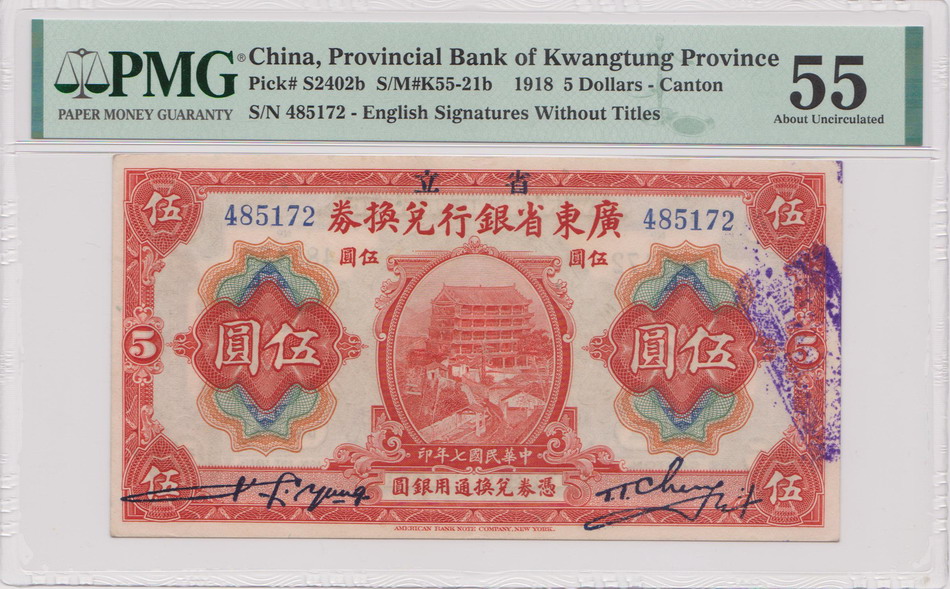 PMG®
PAPER MONEY GUARANTY
China, Provincial Bank of Kwangtung Province
Pick# S2402b S/M#K55-21b 1918 5 Dollars - Canton
S/N 485172 - English Signatures Without Titles
55
About Uncirculated
省立
伍
伍
485172
廣東省銀行兌換券
485172
伍圓
伍圓
5
伍圓
伍圓
5
中華民國七年印
憑券兌換通用銀圓
伍
伍
AMERICAN BANK NOTE COMPANY, NEW YORK.